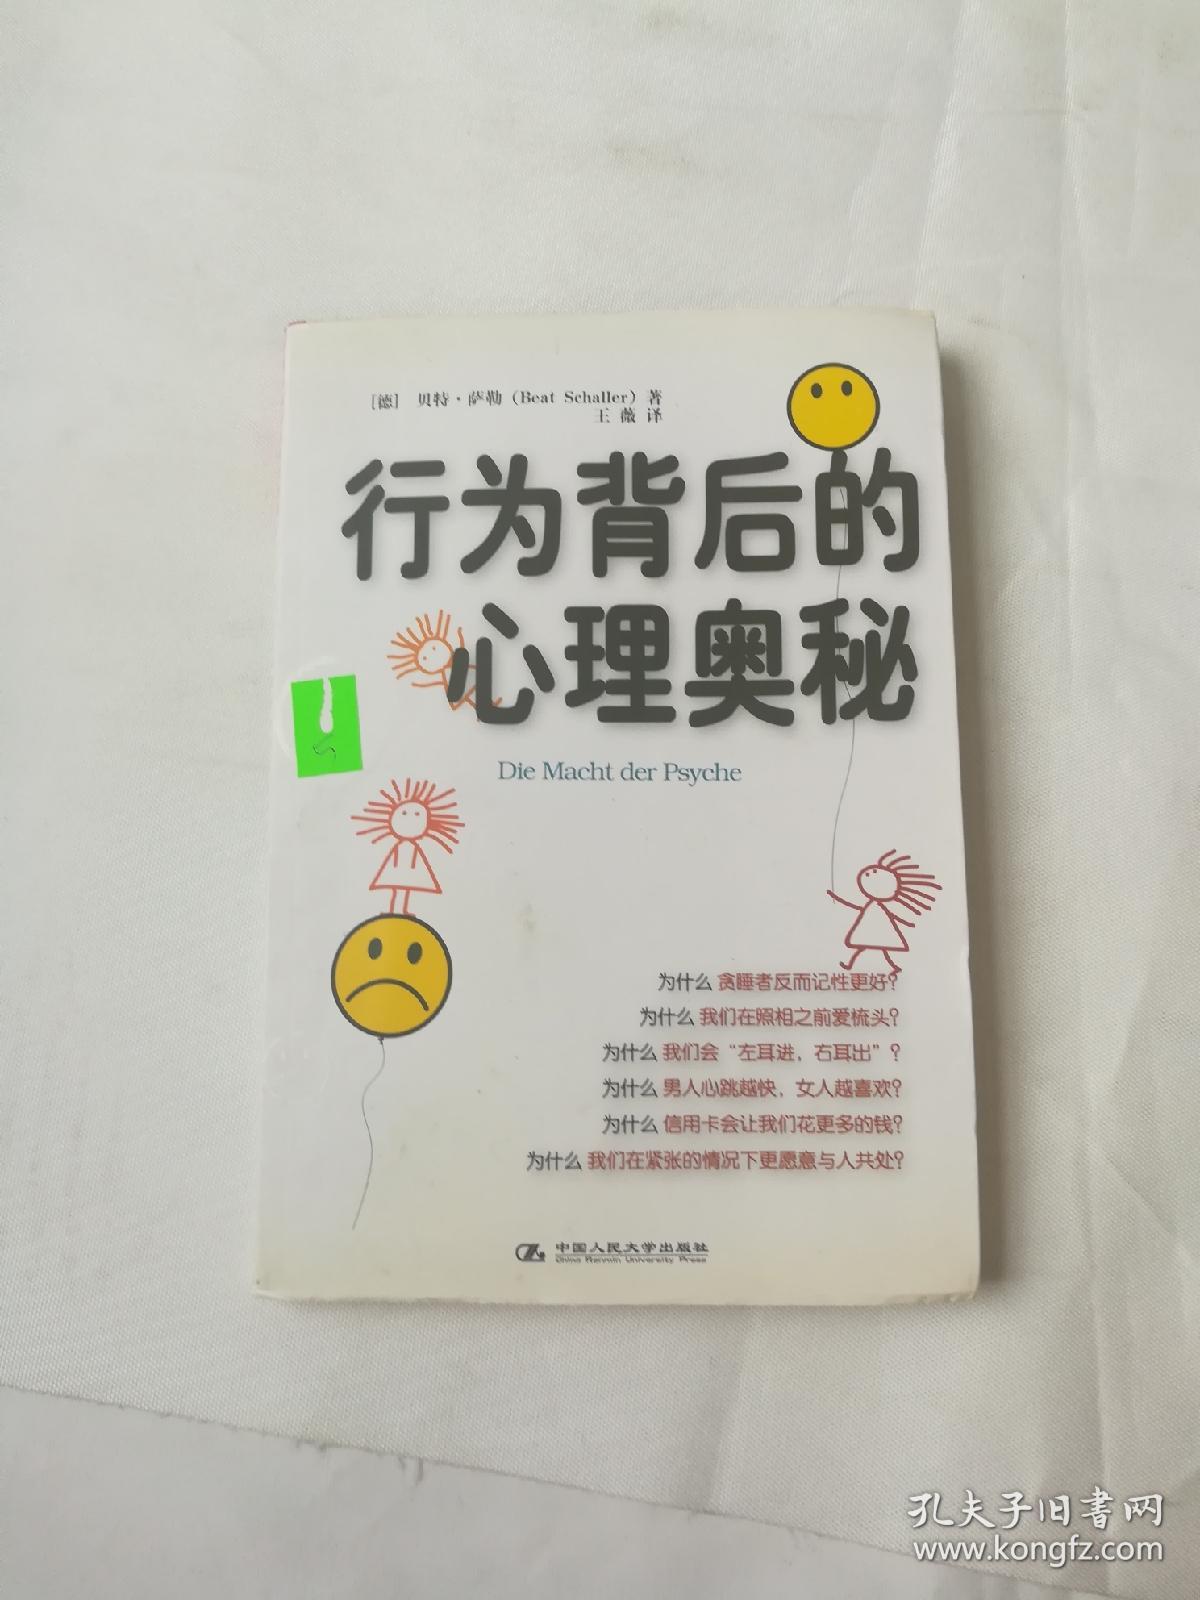 [德] 贝特·萨勒（Beat Schaller）著
王薇 译
行为背后的
心理奥秘
Die Macht der Psyche
为什么 贪睡者反而记性更好？
为什么 我们在照相之前爱梳头？
为什么 我们会“左耳进，右耳出”？
为什么 男人心跳越快，女人越喜欢？
为什么 信用卡会让我们花更多的钱？
为什么 我们在紧张的情况下更愿意与人共处？
中国人民大学出版社
China Renmin University Press
孔夫子旧书网
www.kongfz.com